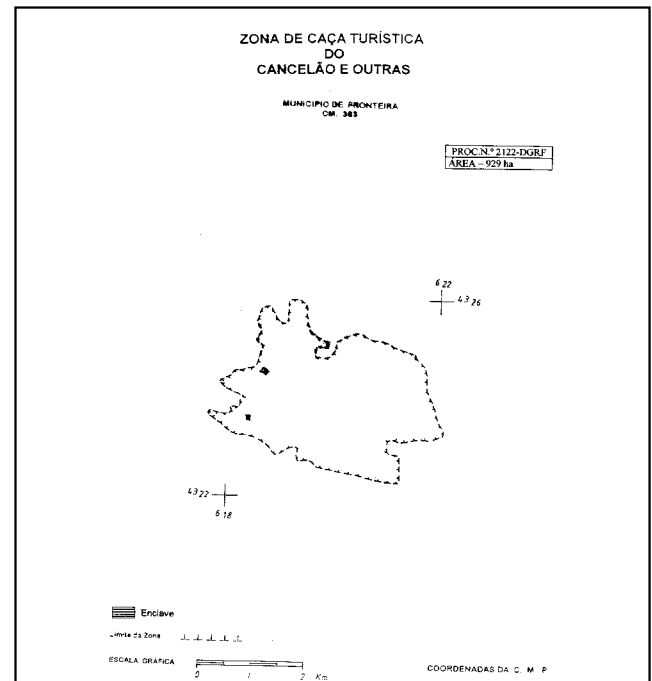 ZONA DE CAÇA TURÍSTICA
DO
CANCELÃO E OUTRAS
MUNICIPIO DE FRONTEIRA
CM. 383
PROC.N.º 2122-DGRF
ÁREA – 929 ha
6 22
43 26
43 22
6 18
Enclave
Limite da Zona
ESCALA GRÁFICA
0 1 2 Km
COORDENADAS DA C. M P